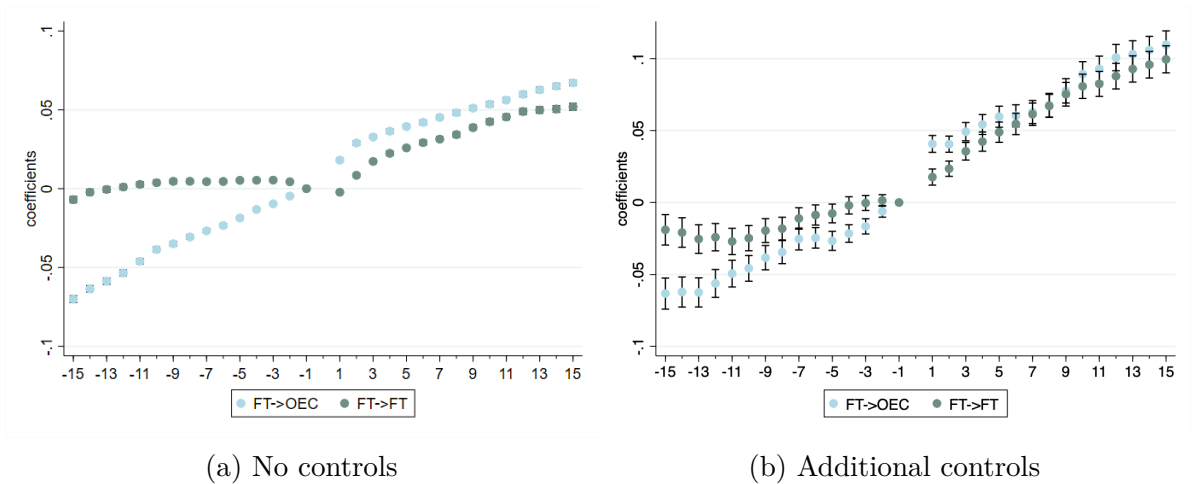 coefficients
.1
.05
0
-.05
-.1
-15 -13 -11 -9 -7 -5 -3 -1 1 3 5 7 9 11 13 15
FT->OEC FT->FT
(a) No controls
coefficients
.1
.05
0
-.05
-.1
-15 -13 -11 -9 -7 -5 -3 -1 1 3 5 7 9 11 13 15
FT->OEC FT->FT
(b) Additional controls